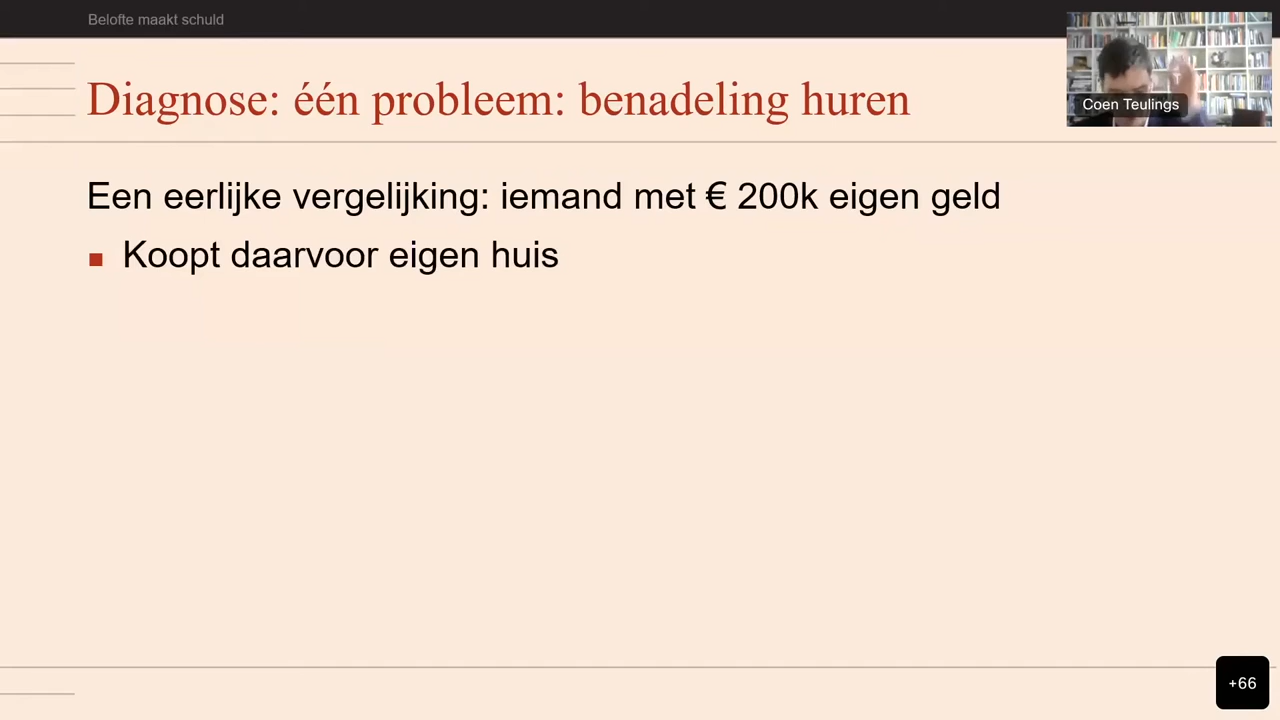 Belofte maakt schuld
Diagnose: één probleem: benadeling huren
Coen Teulings
Een eerlijke vergelijking: iemand met € 200k eigen geld
Koopt daarvoor eigen huis
+66